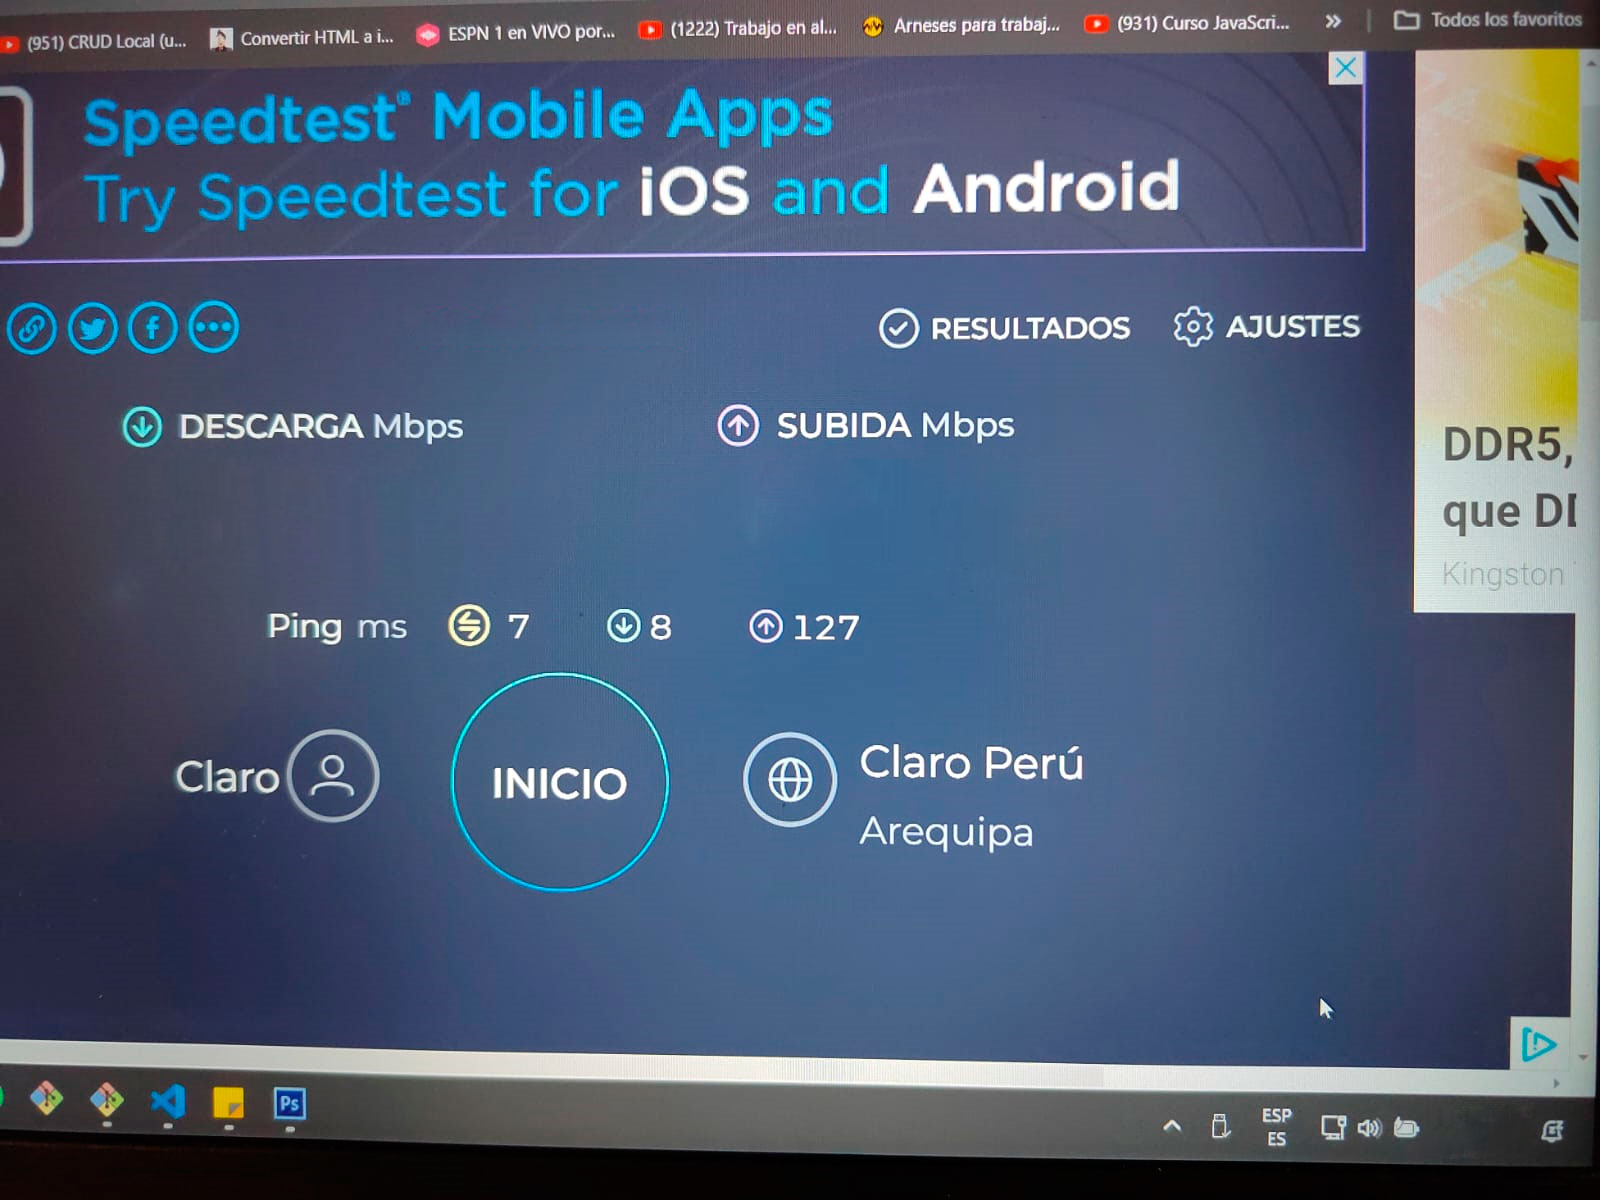 (951) CRUD Local (u...
Convertir HTML a i...
ESPN 1 en VIVO por...
(1222) Trabajo en al...
Arneses para trabaj...
(931) Curso JavaScri...
»
Todos los favoritos
Speedtest® Mobile Apps
Try Speedtest for iOS and Android
RESULTADOS
AJUSTES
DESCARGA Mbps
SUBIDA Mbps
DDR5,
que
Kingston
Ping ms 7 8 127
Claro
INICIO
Claro Perú
Arequipa
Ps
ESP
ES